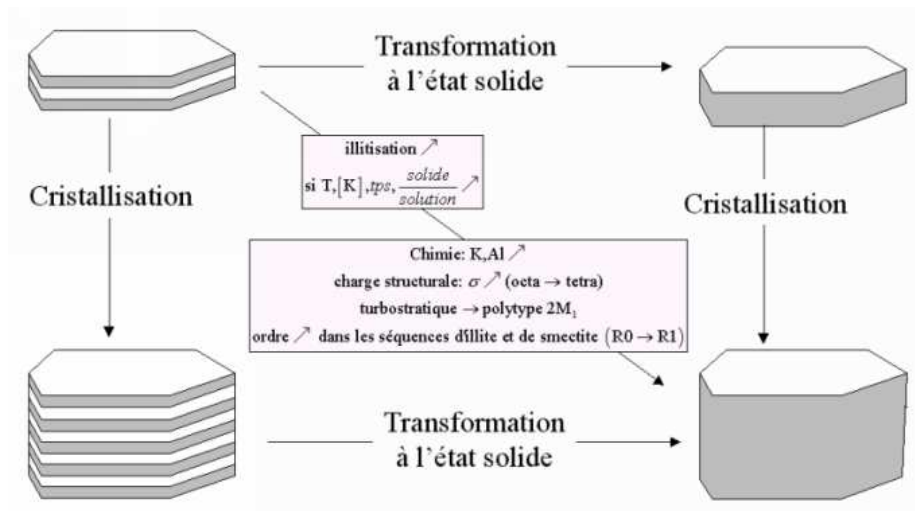 Transformation
à l'état solide
illitisation ↗
si T,[K],tps, solide/solution ↗
Cristallisation
Cristallisation
Chimie: K,Al ↗
charge structurale: σ ↗ (octa → tetra)
turbostratique → polytype 2M₁
ordre ↗ dans les séquences d'illite et de smectite (R0 → R1)
Transformation
à l'état solide